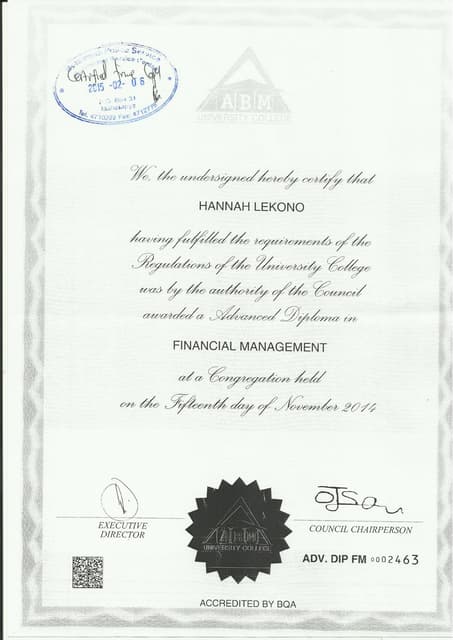 Certified True Copy
2015 -02- 06
ABM
UNIVERSITY COLLEGE
We, the undersigned hereby certify that
HANNAH LEKONO
having fulfilled the requirements of the
Regulations of the University College
was by the authority of the Council
awarded a Advanced Diploma in
FINANCIAL MANAGEMENT
at a Congregation held
on the Fifteenth day of November 2014
EXECUTIVE
DIRECTOR
ABM
UNIVERSITY COLLEGE
COUNCIL CHAIRPERSON
ADV. DIP FM 0002463
ACCREDITED BY BQA